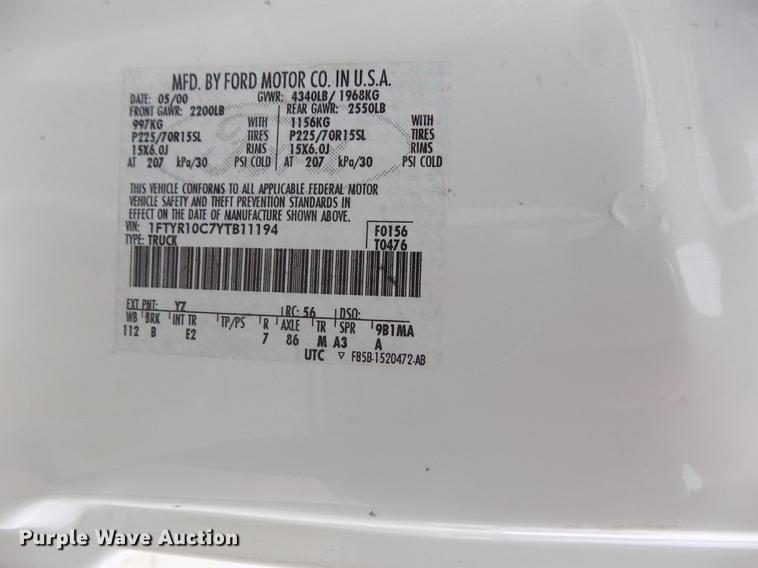 MFD. BY FORD MOTOR CO. IN U.S.A.
DATE: 05/00 GVWR: 4340LB/ 1968KG
FRONT GAWR: 2200LB REAR GAWR: 2550LB
997KG WITH 1156KG WITH
P225/70R15SL TIRES P225/70R15SL TIRES
15X6.0J RIMS 15X6.0J RIMS
AT 207 kPa/30 PSI COLD AT 207 kPa/30 PSI COLD
THIS VEHICLE CONFORMS TO ALL APPLICABLE FEDERAL MOTOR
VEHICLE SAFETY AND THEFT PREVENTION STANDARDS IN
EFFECT ON THE DATE OF MANUFACTURE SHOWN ABOVE.
VIN: 1FTYR10C7YTB11194 F0156
TYPE: TRUCK T0476
EXT PNT: Y7 RC: 56 DSO:
WB BRK INT TR TP/PS R AXLE TR SPR 9B1MA
112 B E2 7 86 M A3 A
UTC ▽ F85B-1520472-AB
Purple Wave Auction